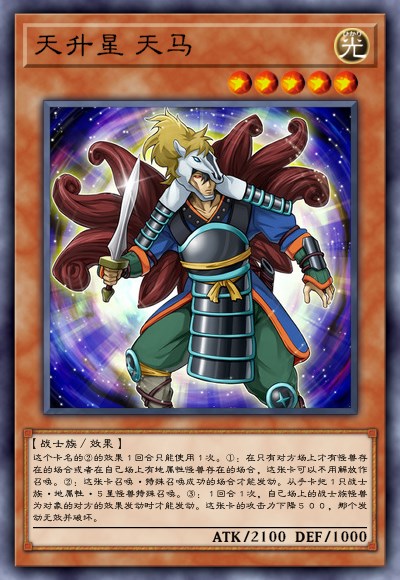 天升星 天马
光
【战士族／效果】
这个卡名的②的效果1回合只能使用1次。①：在只有对方场上才有怪兽存
在的场合或者在自己场上有地属性怪兽存在的场合，这张卡可以不用解放作
召唤。②：这张卡召唤·特殊召唤成功的场合才能发动。从手卡把1只战士
族·地属性·5星怪兽特殊召唤。③：1回合1次，自己场上的战士族怪兽
为对象的对方的效果发动时才能发动。这张卡的攻击力下降500，那个发
动无效并破坏。
ATK/2100 DEF/1000